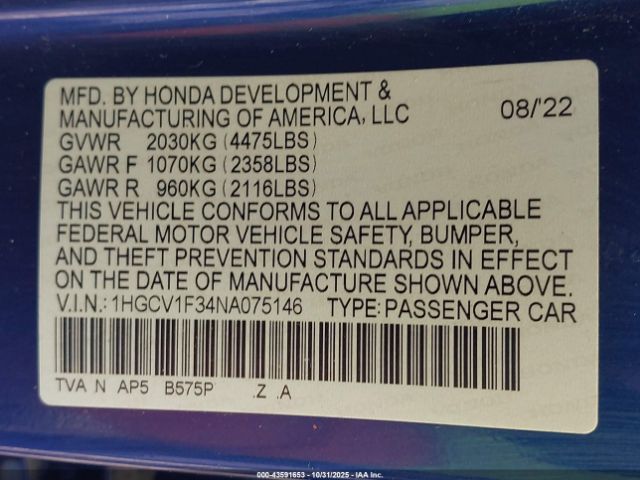 MFD. BY HONDA DEVELOPMENT &
MANUFACTURING OF AMERICA, LLC 08/'22
GVWR 2030KG (4475LBS)
GAWR F 1070KG (2358LBS)
GAWR R 960KG (2116LBS)
THIS VEHICLE CONFORMS TO ALL APPLICABLE
FEDERAL MOTOR VEHICLE SAFETY, BUMPER,
AND THEFT PREVENTION STANDARDS IN EFFECT
ON THE DATE OF MANUFACTURE SHOWN ABOVE.
V.I.N.: 1HGCV1F34NA075146 TYPE: PASSENGER CAR
TVA N AP5 B575P .Z .A
000-43591653 - 10/31/2025 - IAA Inc.